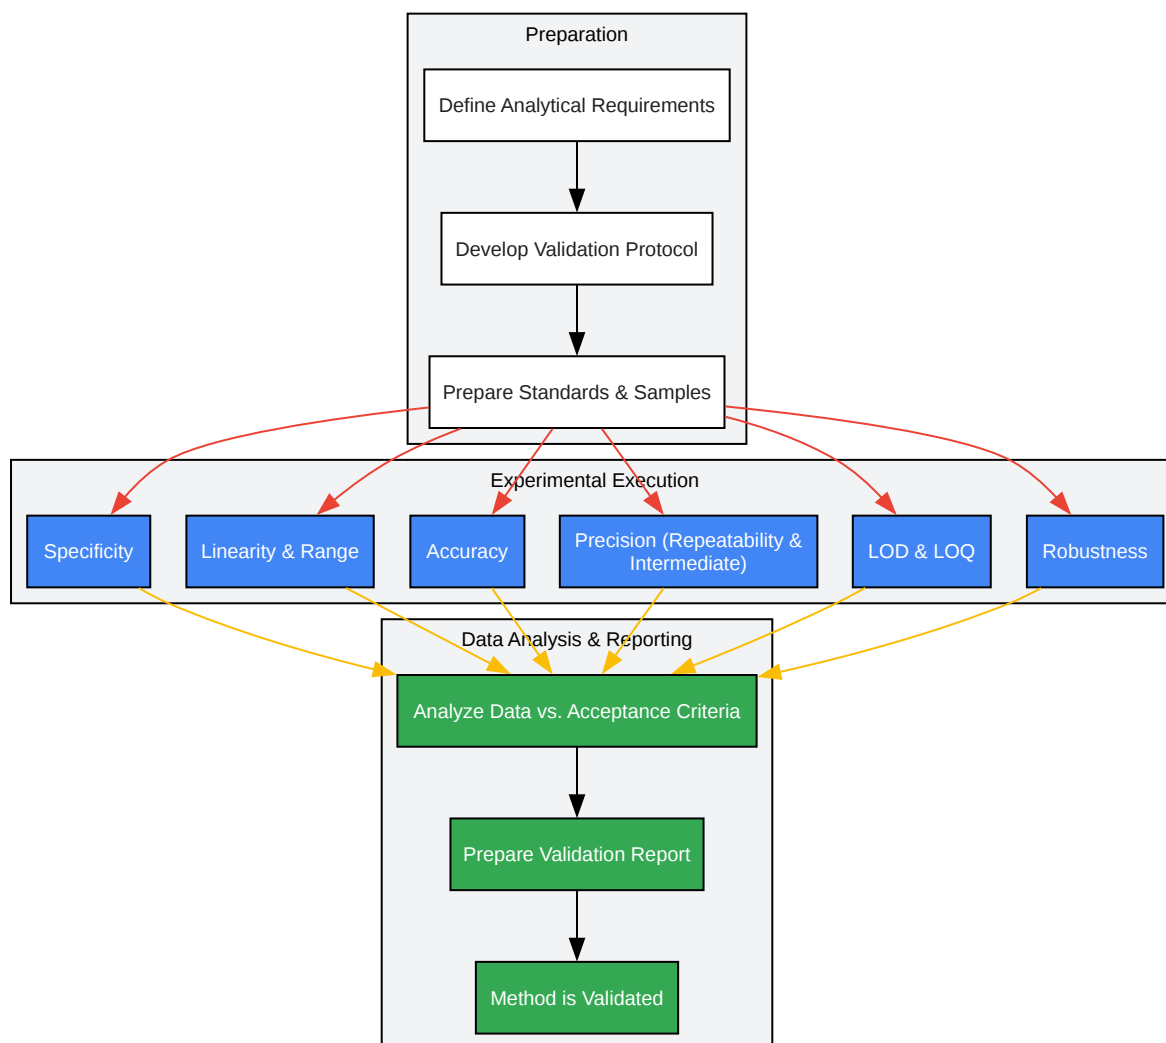 Preparation
Define Analytical Requirements
Develop Validation Protocol
Prepare Standards & Samples
Experimental Execution
Specificity
Linearity & Range
Accuracy
Precision (Repeatability &
Intermediate)
LOD & LOQ
Robustness
Data Analysis & Reporting
Analyze Data vs. Acceptance Criteria
Prepare Validation Report
Method is Validated